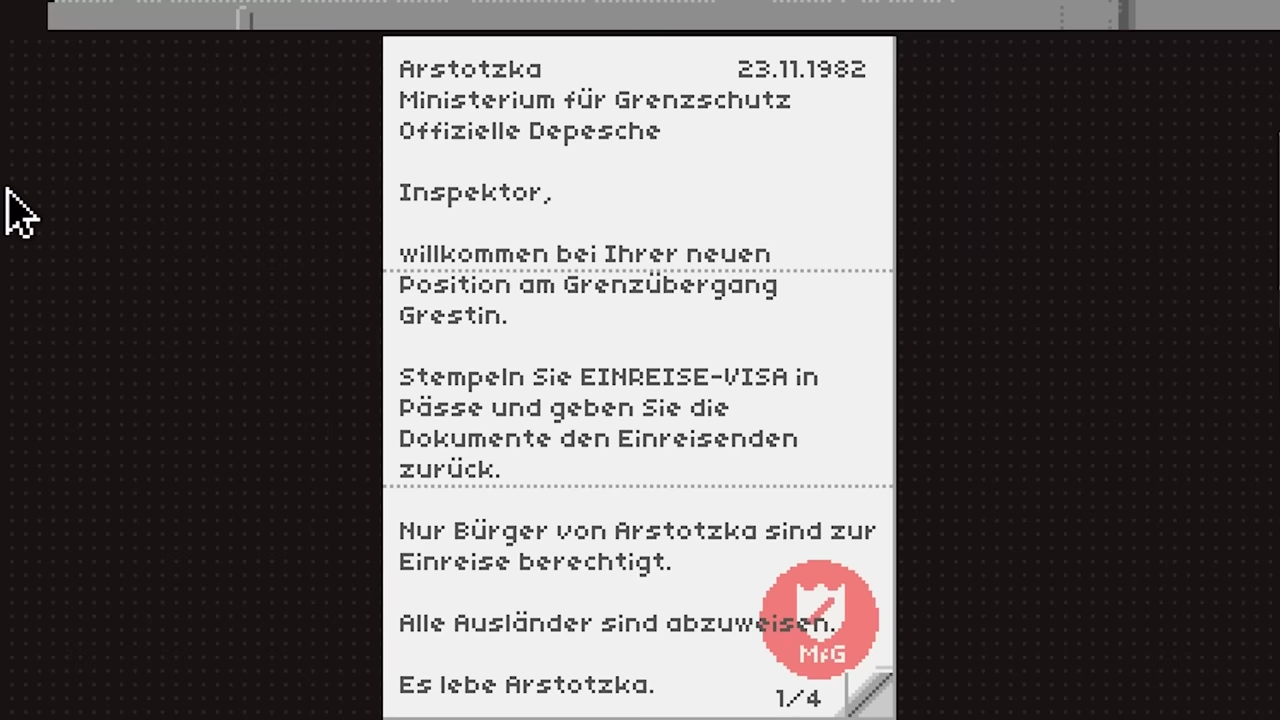 Arstotzka 23.11.1982
Ministerium für Grenzschutz
Offizielle Depesche
Inspektor,
willkommen bei Ihrer neuen
Position am Grenzübergang
Grestin.
Stempeln Sie EINREISE-VISA in
Pässe und geben Sie die
Dokumente den Einreisenden
zurück.
Nur Bürger von Arstotzka sind zur
Einreise berechtigt.
Alle Ausländer sind abzuweisen.
MfG
Es lebe Arstotzka.
1/4